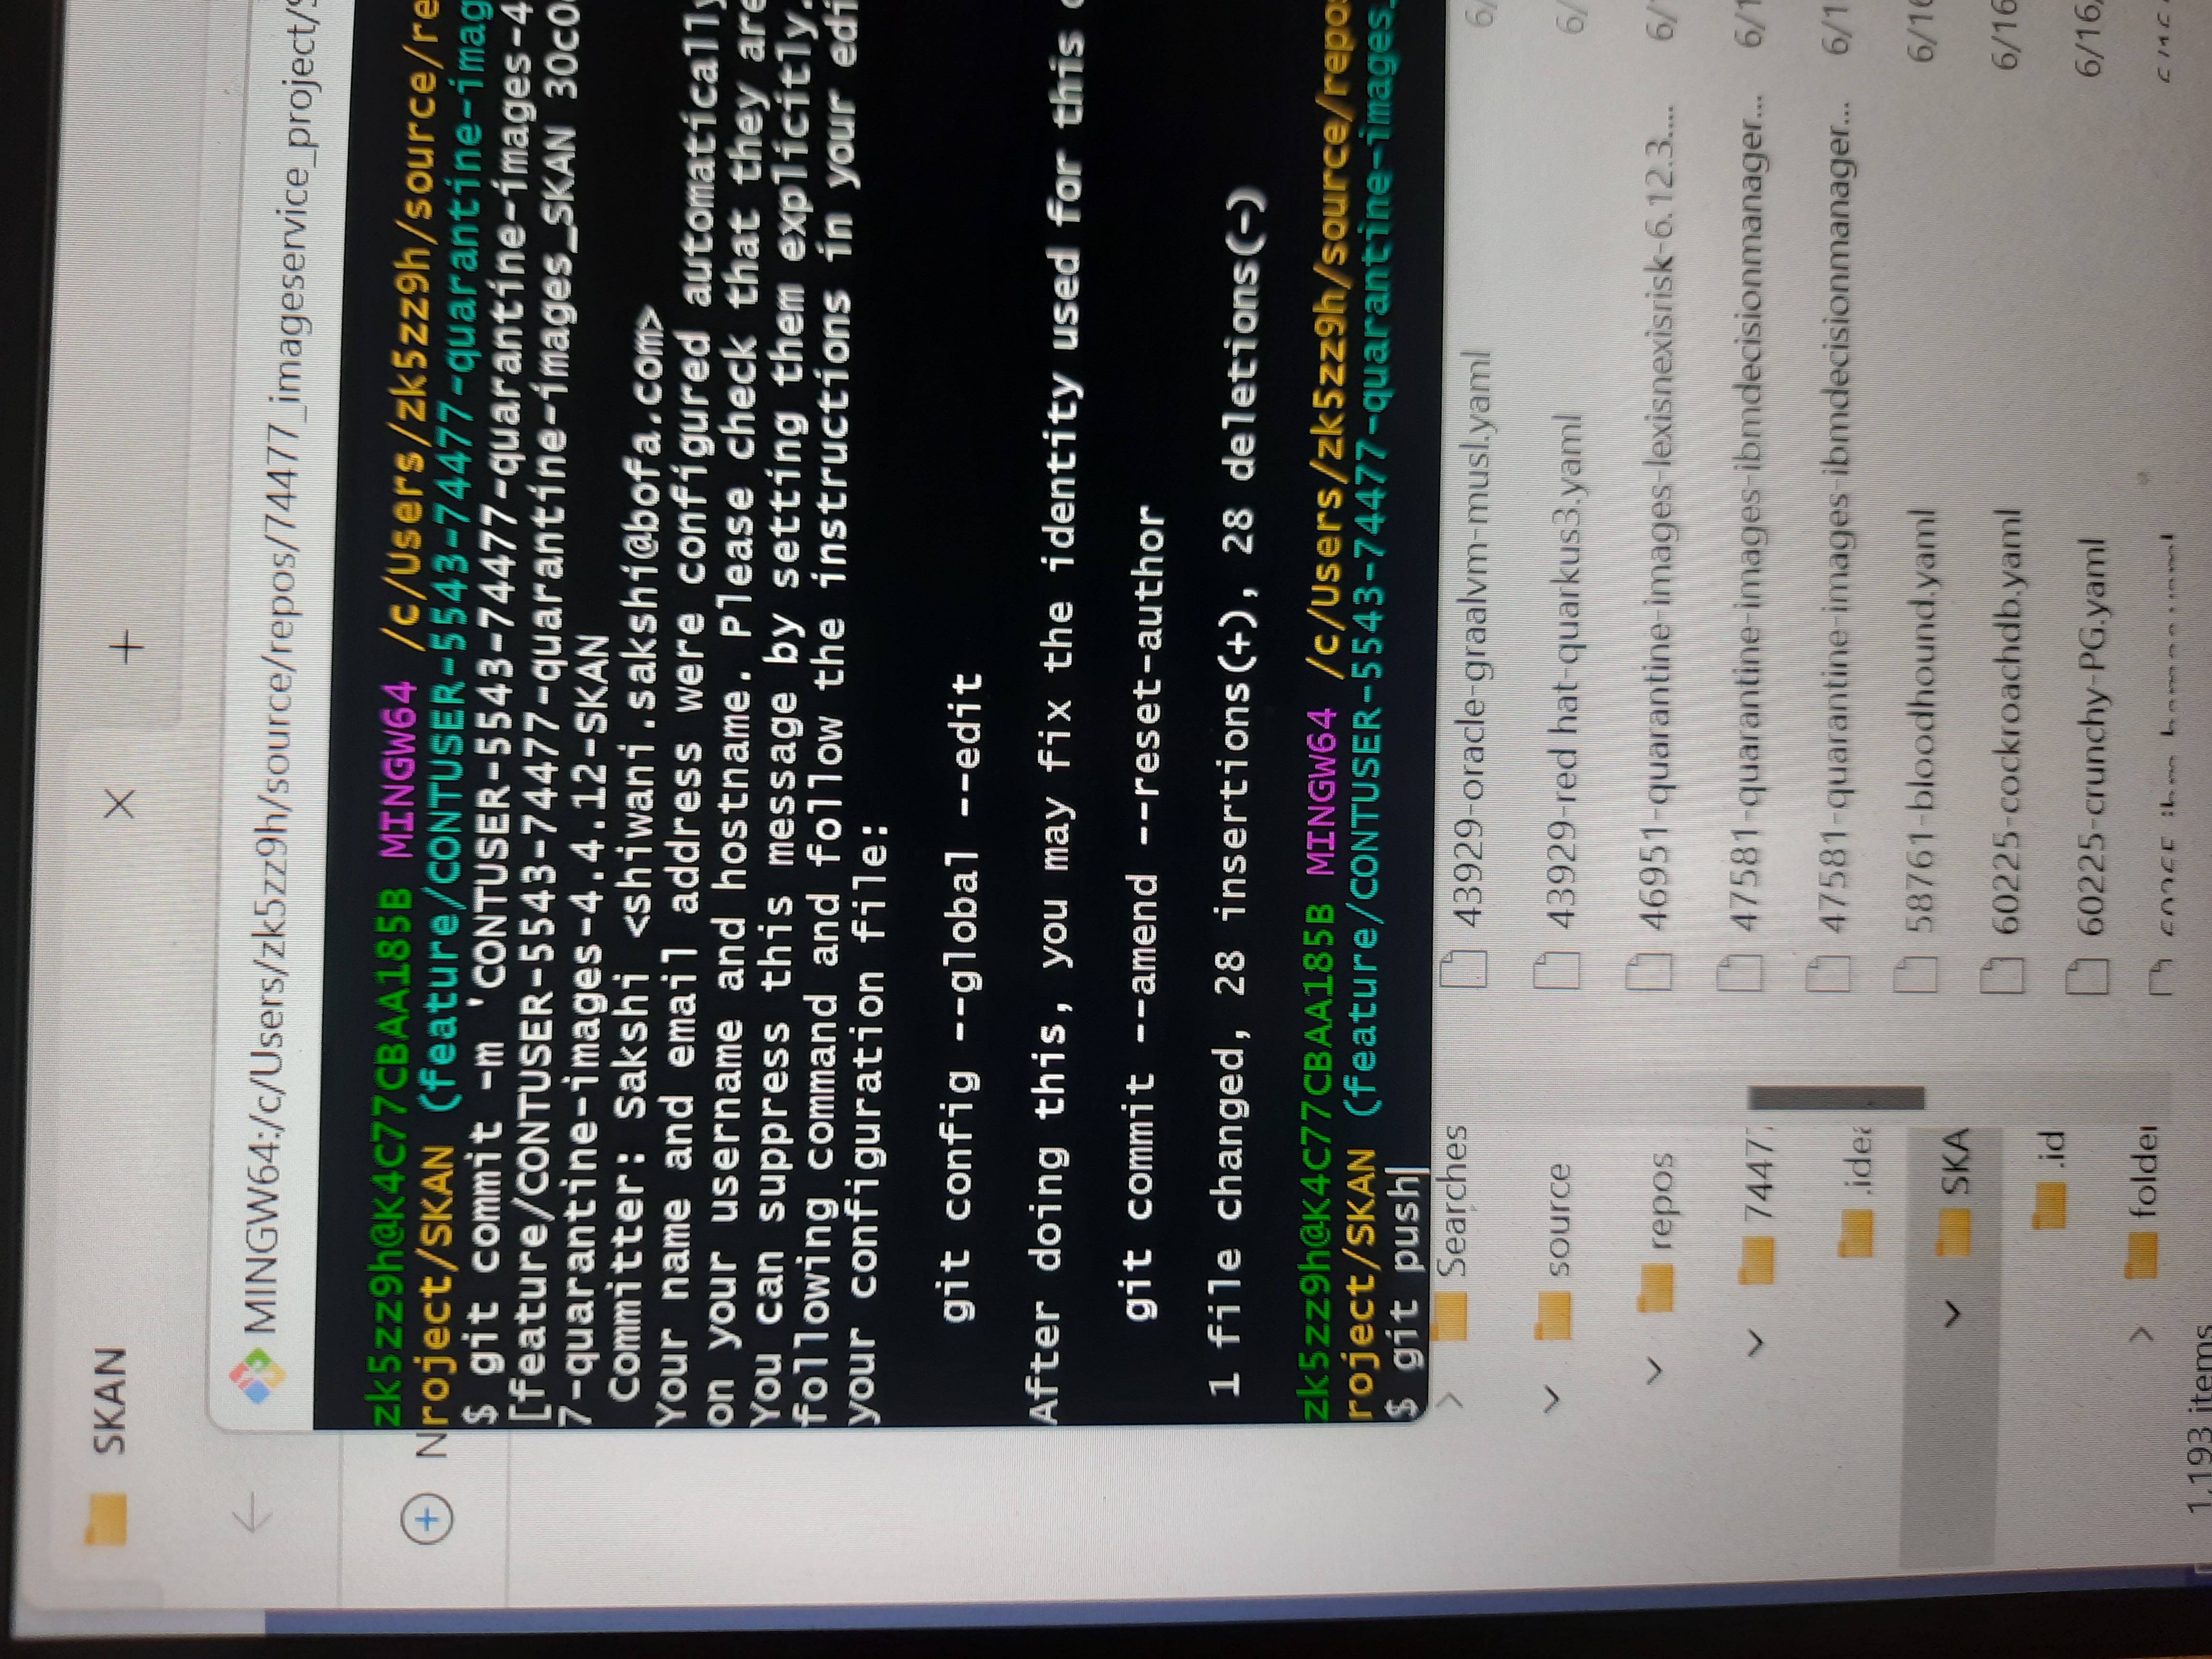 SKAN
MINGW64:/c/Users/zk5zz9h/source/repos/74477_imageservice_project/S
N
zk5zz9h@K4C77CBAA185B MINGW64 /c/Users/zk5zz9h/source/re
roject/SKAN (feature/CONTUSER-5543-74477-quarantine-imag
$ git commit -m 'CONTUSER-5543-74477-quarantine-images-4
[feature/CONTUSER-5543-74477-quarantine-images_SKAN 30c0
7-quarantine-images-4.4.12-SKAN
Committer: Sakshi <shiwani.sakshi@bofa.com>
Your name and email address were configured automatically
on your username and hostname. Please check that they are
You can suppress this message by setting them explicitly.
following command and follow the instructions in your edi
your configuration file:
git config --global --edit
After doing this, you may fix the identity used for this
git commit --amend --reset-author
1 file changed, 28 insertions(+), 28 deletions(-)
zk5zz9h@K4C77CBAA185B MINGW64 /c/Users/zk5zz9h/source/repo
roject/SKAN (feature/CONTUSER-5543-74477-quarantine-images_
$ git push
Searches
43929-oracle-graalvm-musl.yaml 6/
source
43929-red hat-quarkus3.yaml 6/
repos
46951-quarantine-images-lexisnexisrisk-6.12.3.... 6/1
7447
47581-quarantine-images-ibmdecisionmanager... 6/1
.idea
47581-quarantine-images-ibmdecisionmanager... 6/1
58761-bloodhound.yaml 6/16
SKA
60225-cockroachdb.yaml 6/16
.id
60225-crunchy-PG.yaml 6/16/
folder
1,193 items